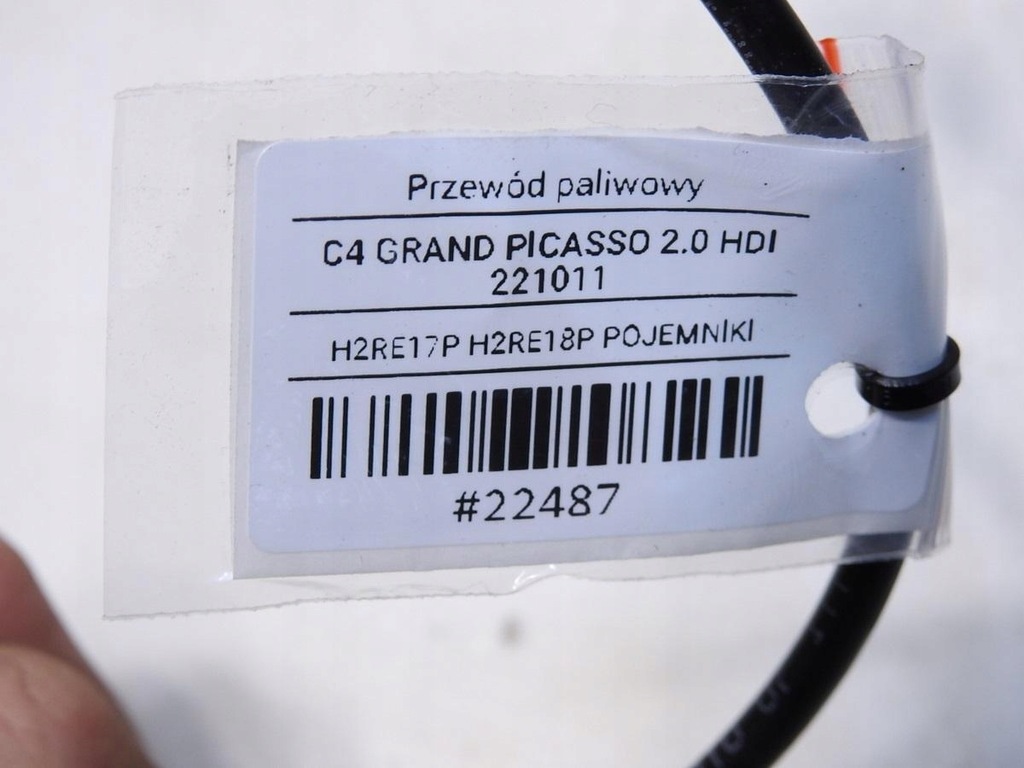 Przewód paliwowy
C4 GRAND PICASSO 2.0 HDI
221011
H2RE17P H2RE18P POJEMNIKI
#22487